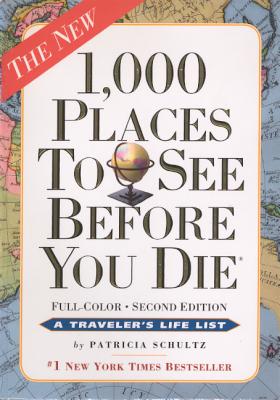 THE NEW
1,000
PLACES
TO SEE
BEFORE
YOU DIE®
FULL-COLOR • SECOND EDITION
A TRAVELER'S LIFE LIST
by PATRICIA SCHULTZ
#1 NEW YORK TIMES BESTSELLER